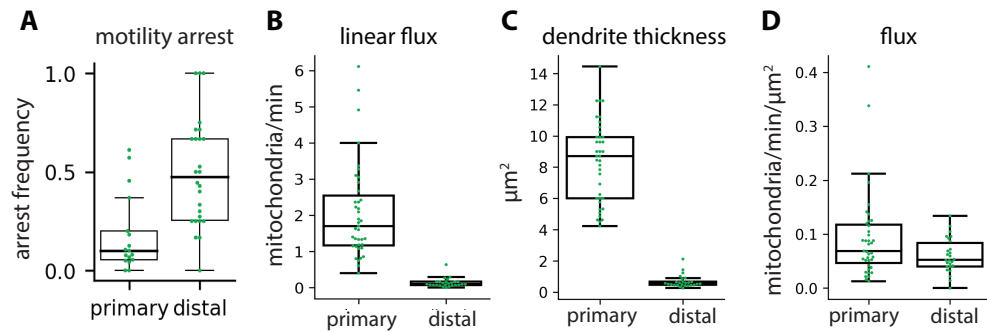 A
motility arrest
arrest frequency
1.0
0.5
0.0
primary distal
B
linear flux
mitochondria/min
6
5
4
3
2
1
0
primary
distal
C
dendrite thickness
μm²
14
12
10
8
6
4
2
0
primary
distal
D
flux
mitochondria/min/μm²
0.4
0.3
0.2
0.1
0.0
primary
distal